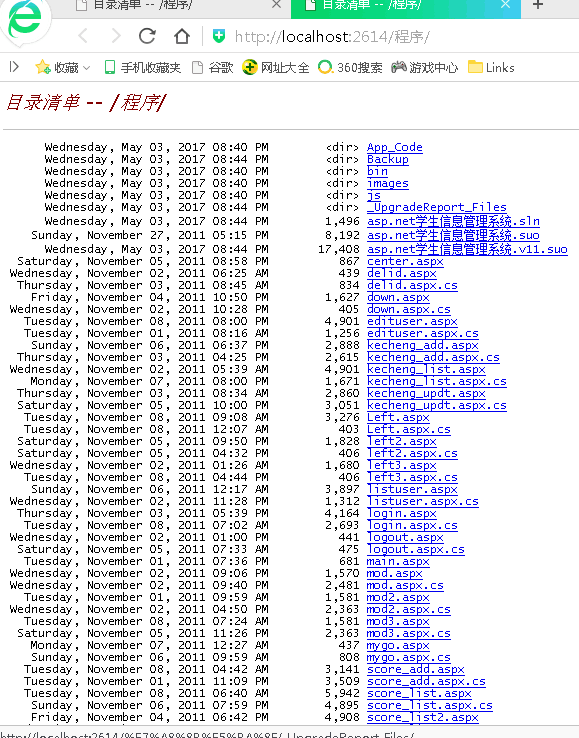 目录清单 -- /程序/
目录清单 -- /程序/
http://localhost:2614/程序/
收藏 手机收藏夹 谷歌 网址大全 360搜索 游戏中心 Links
目录清单 -- /程序/
Wednesday, May 03, 2017 08:40 PM <dir> App_Code
Wednesday, May 03, 2017 08:44 PM <dir> Backup
Wednesday, May 03, 2017 08:40 PM <dir> bin
Wednesday, May 03, 2017 08:40 PM <dir> images
Wednesday, May 03, 2017 08:40 PM <dir> js
Wednesday, May 03, 2017 08:44 PM <dir> _UpgradeReport_Files
Wednesday, May 03, 2017 08:44 PM 1,496 asp.net学生信息管理系统.sln
Sunday, November 27, 2011 05:15 PM 8,192 asp.net学生信息管理系统.suo
Wednesday, May 03, 2017 08:44 PM 17,408 asp.net学生信息管理系统.v11.suo
Saturday, November 05, 2011 08:58 PM 867 center.aspx
Wednesday, November 02, 2011 06:25 AM 439 delid.aspx
Thursday, November 03, 2011 08:45 AM 834 delid.aspx.cs
Friday, November 04, 2011 10:50 PM 1,627 down.aspx
Wednesday, November 02, 2011 10:28 PM 405 down.aspx.cs
Tuesday, November 08, 2011 08:00 PM 4,901 edituser.aspx
Tuesday, November 01, 2011 08:16 AM 1,256 edituser.aspx.cs
Sunday, November 06, 2011 06:37 PM 2,888 kecheng_add.aspx
Thursday, November 03, 2011 04:25 PM 2,615 kecheng_add.aspx.cs
Wednesday, November 02, 2011 05:39 PM 4,901 kecheng_list.aspx
Monday, November 07, 2011 08:00 PM 1,671 kecheng_list.aspx.cs
Thursday, November 03, 2011 08:34 AM 2,860 kecheng_updt.aspx
Saturday, November 05, 2011 10:00 PM 3,051 kecheng_updt.aspx.cs
Tuesday, November 08, 2011 09:08 AM 3,276 Left.aspx
Tuesday, November 08, 2011 12:07 AM 403 Left.aspx.cs
Saturday, November 05, 2011 09:50 PM 1,828 left2.aspx
Saturday, November 05, 2011 04:32 PM 406 left2.aspx.cs
Wednesday, November 02, 2011 01:26 AM 1,680 left3.aspx
Tuesday, November 08, 2011 04:44 PM 406 left3.aspx.cs
Sunday, November 06, 2011 12:17 AM 3,897 listuser.aspx
Wednesday, November 02, 2011 11:28 PM 1,312 listuser.aspx.cs
Thursday, November 03, 2011 05:39 PM 4,164 login.aspx
Tuesday, November 08, 2011 07:02 AM 2,693 login.aspx.cs
Wednesday, November 02, 2011 01:00 PM 441 logout.aspx
Saturday, November 05, 2011 07:33 AM 475 logout.aspx.cs
Tuesday, November 01, 2011 07:36 PM 681 main.aspx
Wednesday, November 02, 2011 09:06 PM 1,570 mod.aspx
Wednesday, November 02, 2011 09:40 PM 2,481 mod.aspx.cs
Tuesday, November 01, 2011 09:59 AM 1,581 mod2.aspx
Wednesday, November 02, 2011 04:50 PM 2,363 mod2.aspx.cs
Tuesday, November 08, 2011 07:24 PM 1,581 mod3.aspx
Saturday, November 05, 2011 11:26 PM 2,363 mod3.aspx.cs
Monday, November 07, 2011 12:27 AM 437 mygo.aspx
Sunday, November 06, 2011 09:59 AM 808 mygo.aspx.cs
Tuesday, November 08, 2011 04:42 AM 3,141 score_add.aspx
Tuesday, November 01, 2011 11:09 PM 3,509 score_add.aspx.cs
Tuesday, November 08, 2011 06:40 AM 5,942 score_list.aspx
Sunday, November 06, 2011 07:59 PM 4,895 score_list.aspx.cs
Friday, November 04, 2011 06:42 PM 4,908 score_list2.aspx